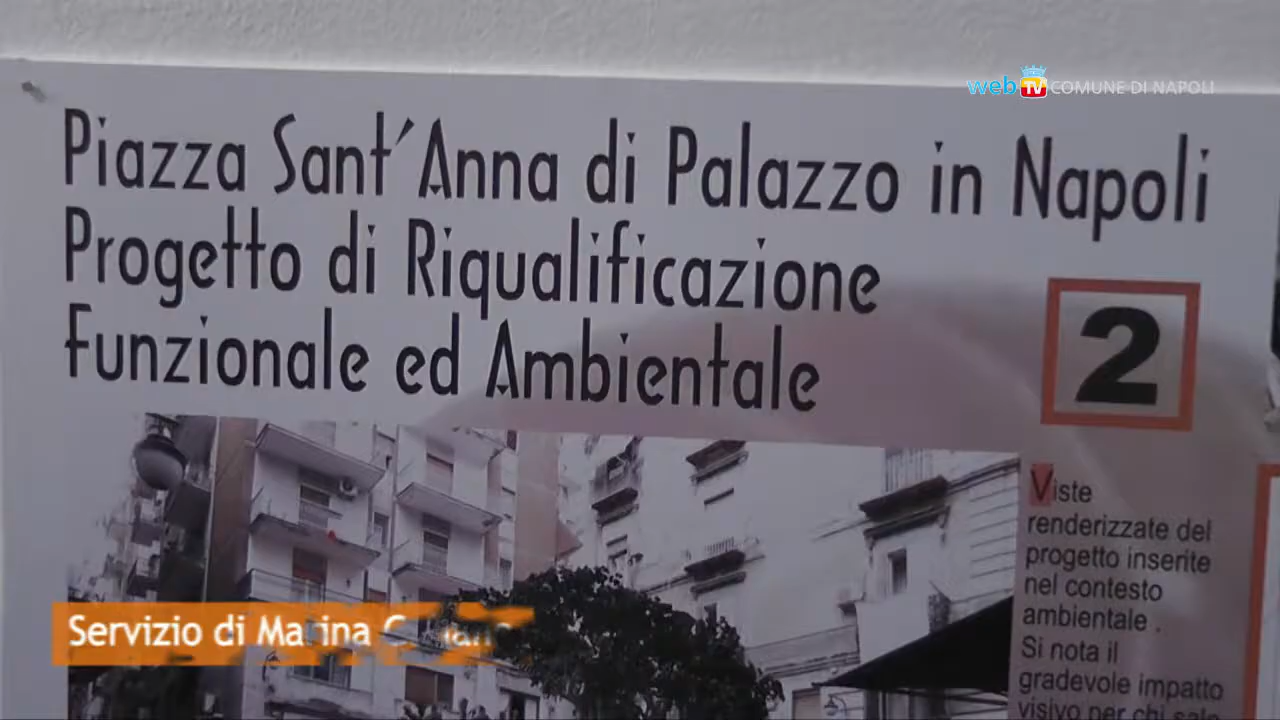 web TV COMUNE DI NAPOLI
Piazza Sant'Anna di Palazzo in Napoli
Progetto di Riqualificazione
Funzionale ed Ambientale
2
Viste
renderizzate del
progetto inserite
nel contesto
ambientale .
Si nota il
gradevole impatto
visivo per chi sale
Servizio di Marina